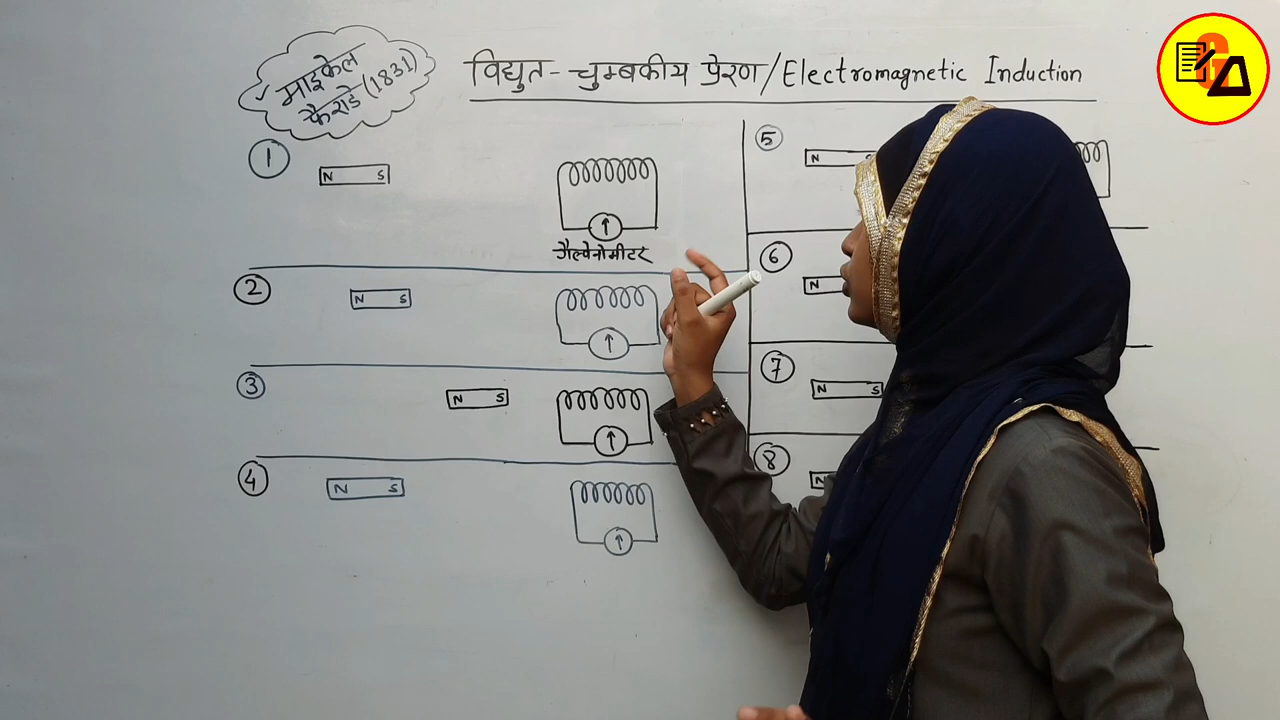 ✓ माइकेल
फैराडे (1831)
विद्युत - चुम्बकीय प्रेरण / Electromagnetic Induction
1
N S
गैल्वेनोमीटर
2
N S
3
N S
4
N S
5
N S
6
N
7
N S
8
N